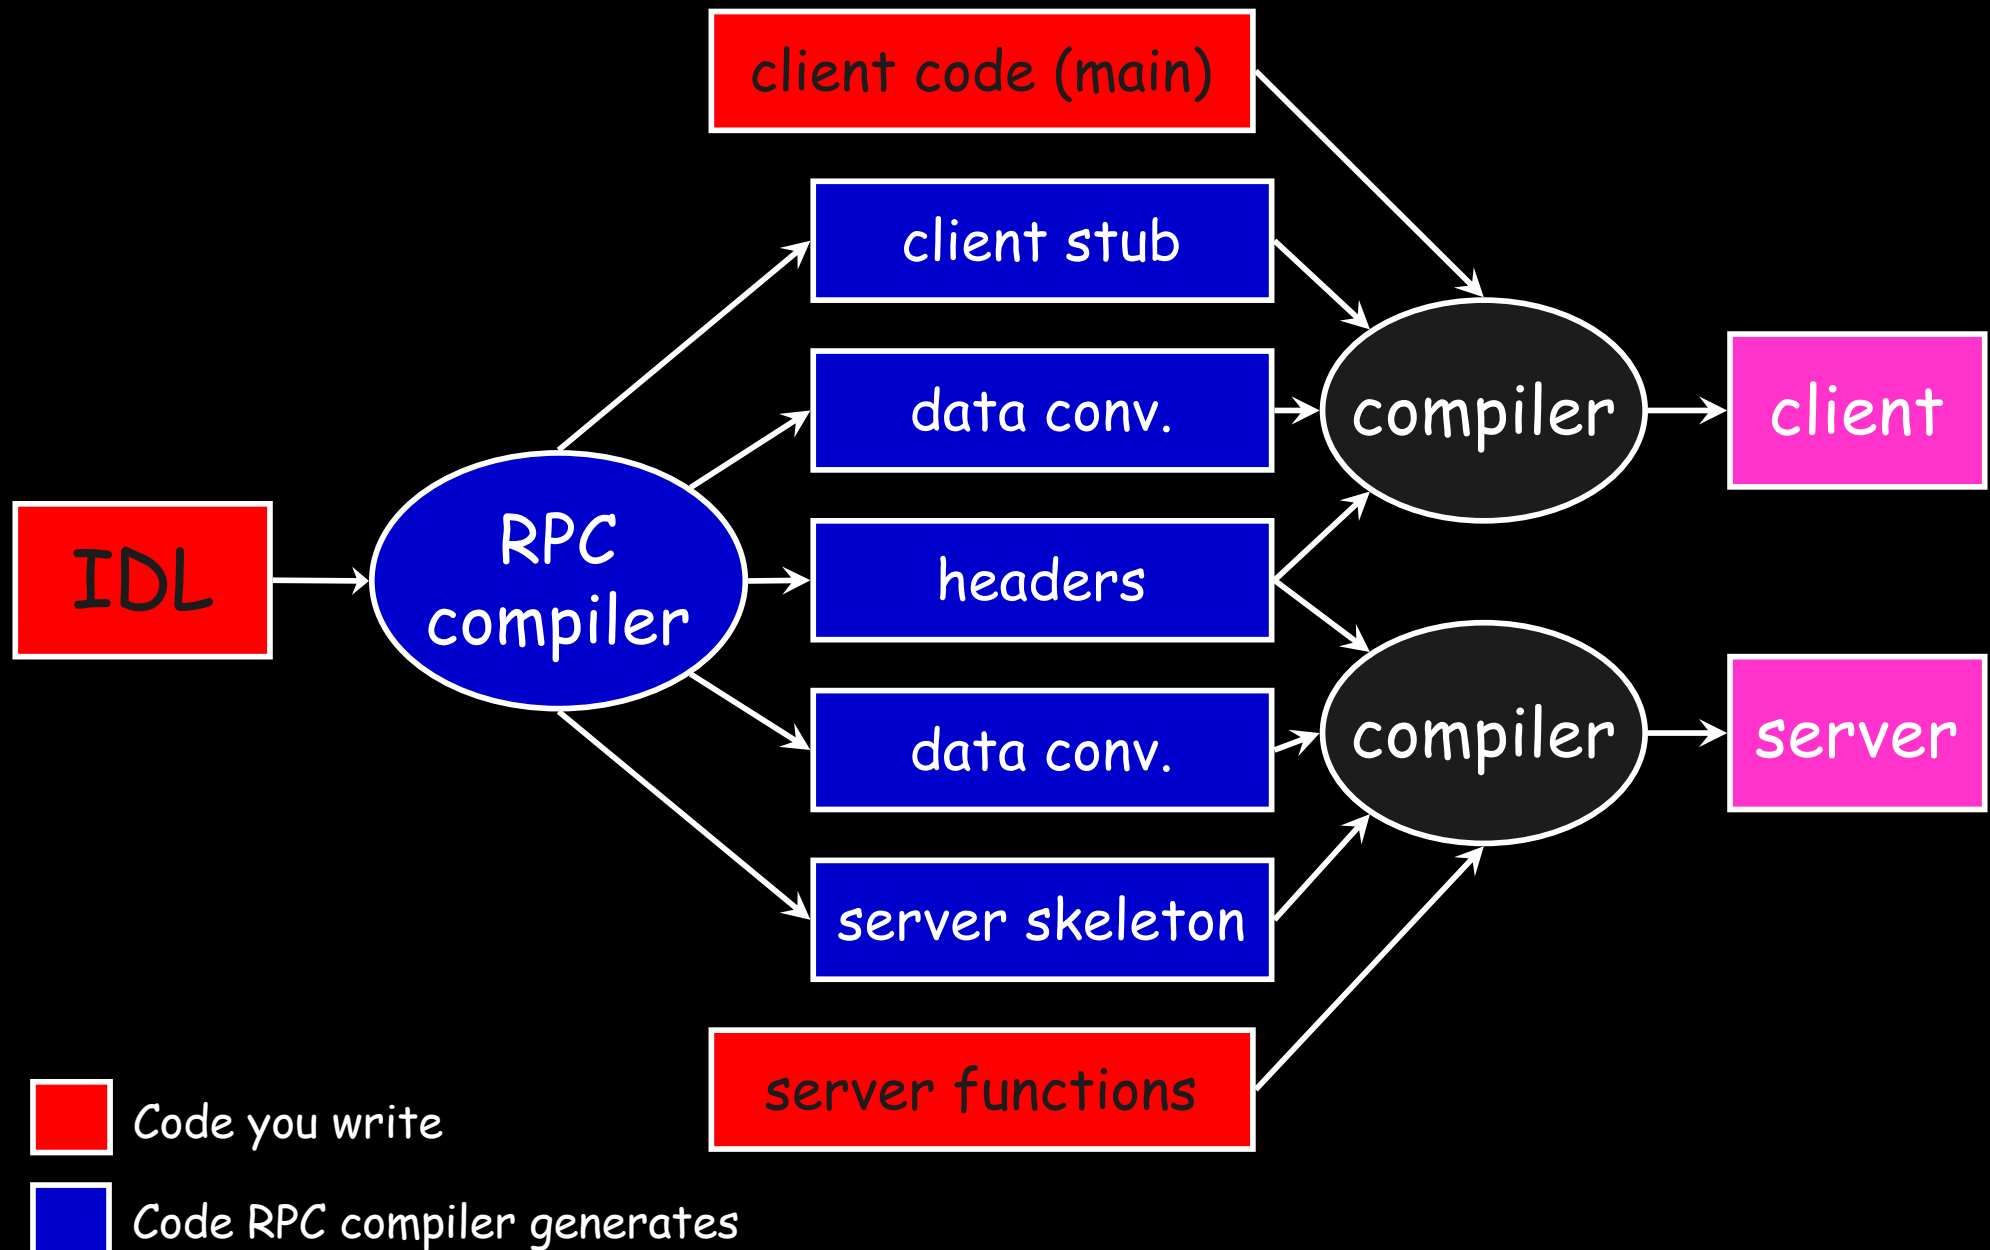 client code (main)
client stub
data conv.
compiler
client
IDL
RPC
compiler
headers
data conv.
compiler
server
server skeleton
server functions
Code you write
Code RPC compiler generates